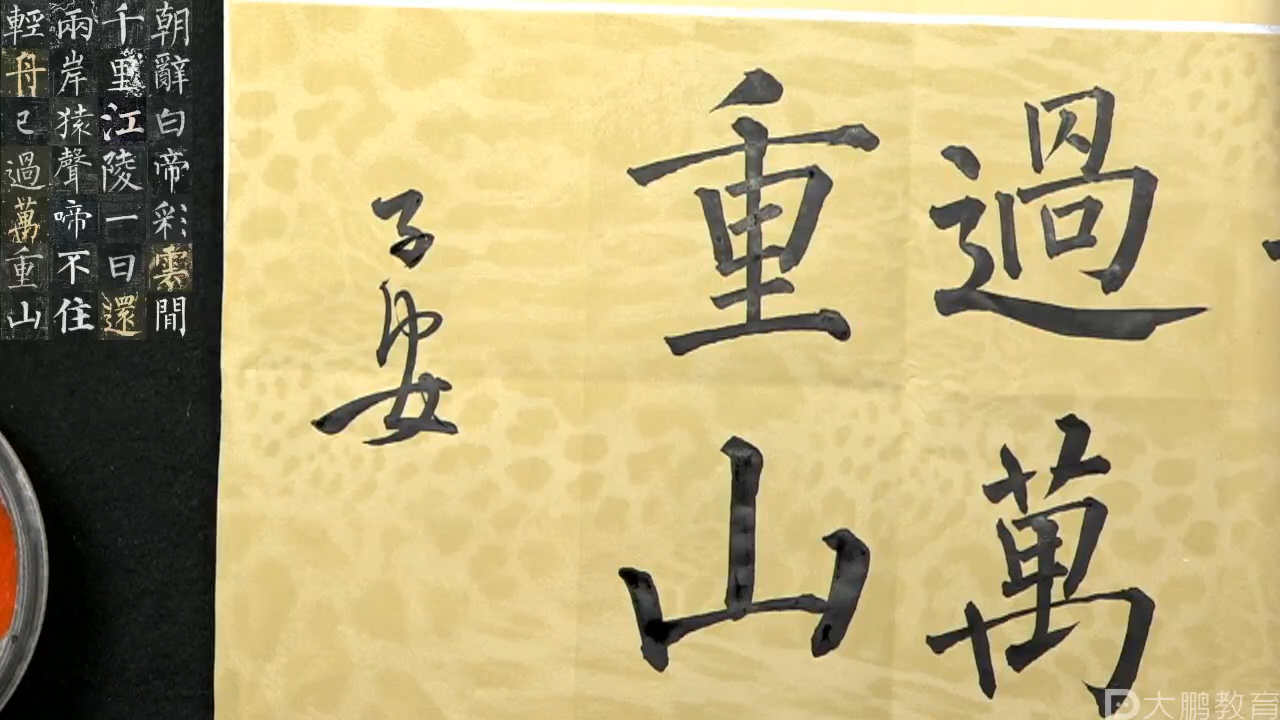 朝辭白帝彩雲間
千里江陵一日還
兩岸猿聲啼不住
輕舟已過萬重山
過萬
重山
子
大鹏教育